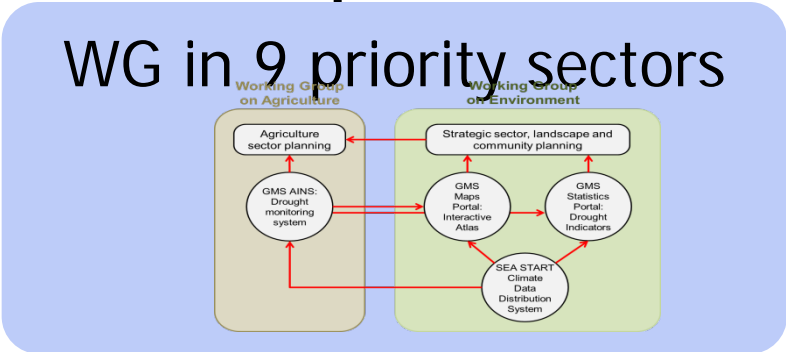 WG in 9 priority sectors
Working Group
on Agriculture
Working Group
on Environment
Agriculture
sector planning
Strategic sector, landscape and
community planning
GMS AINS:
Drought
monitoring
system
GMS
Maps
Portal:
Interactive
Atlas
GMS
Statistics
Portal:
Drought
Indicators
SEA START
Climate
Data
Distribution
System